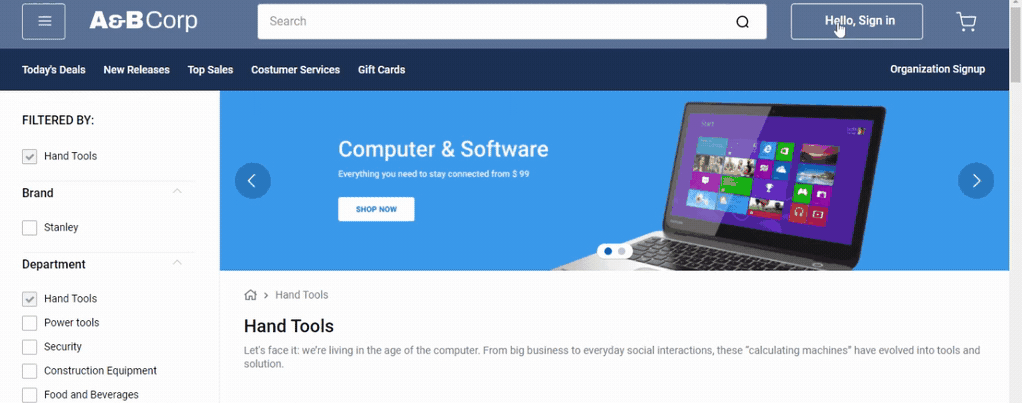 A&B Corp
Search
Hello, Sign in
Today's Deals
New Releases
Top Sales
Costumer Services
Gift Cards
Organization Signup
FILTERED BY:
Hand Tools
Brand
Stanley
Department
Hand Tools
Power tools
Security
Construction Equipment
Food and Beverages
Computer & Software
Everything you need to stay connected from $ 99
SHOP NOW
Start
Hand Tools
Hand Tools
Let's face it: we're living in the age of the computer. From big business to everyday social interactions, these “calculating machines” have evolved into tools and
solution.